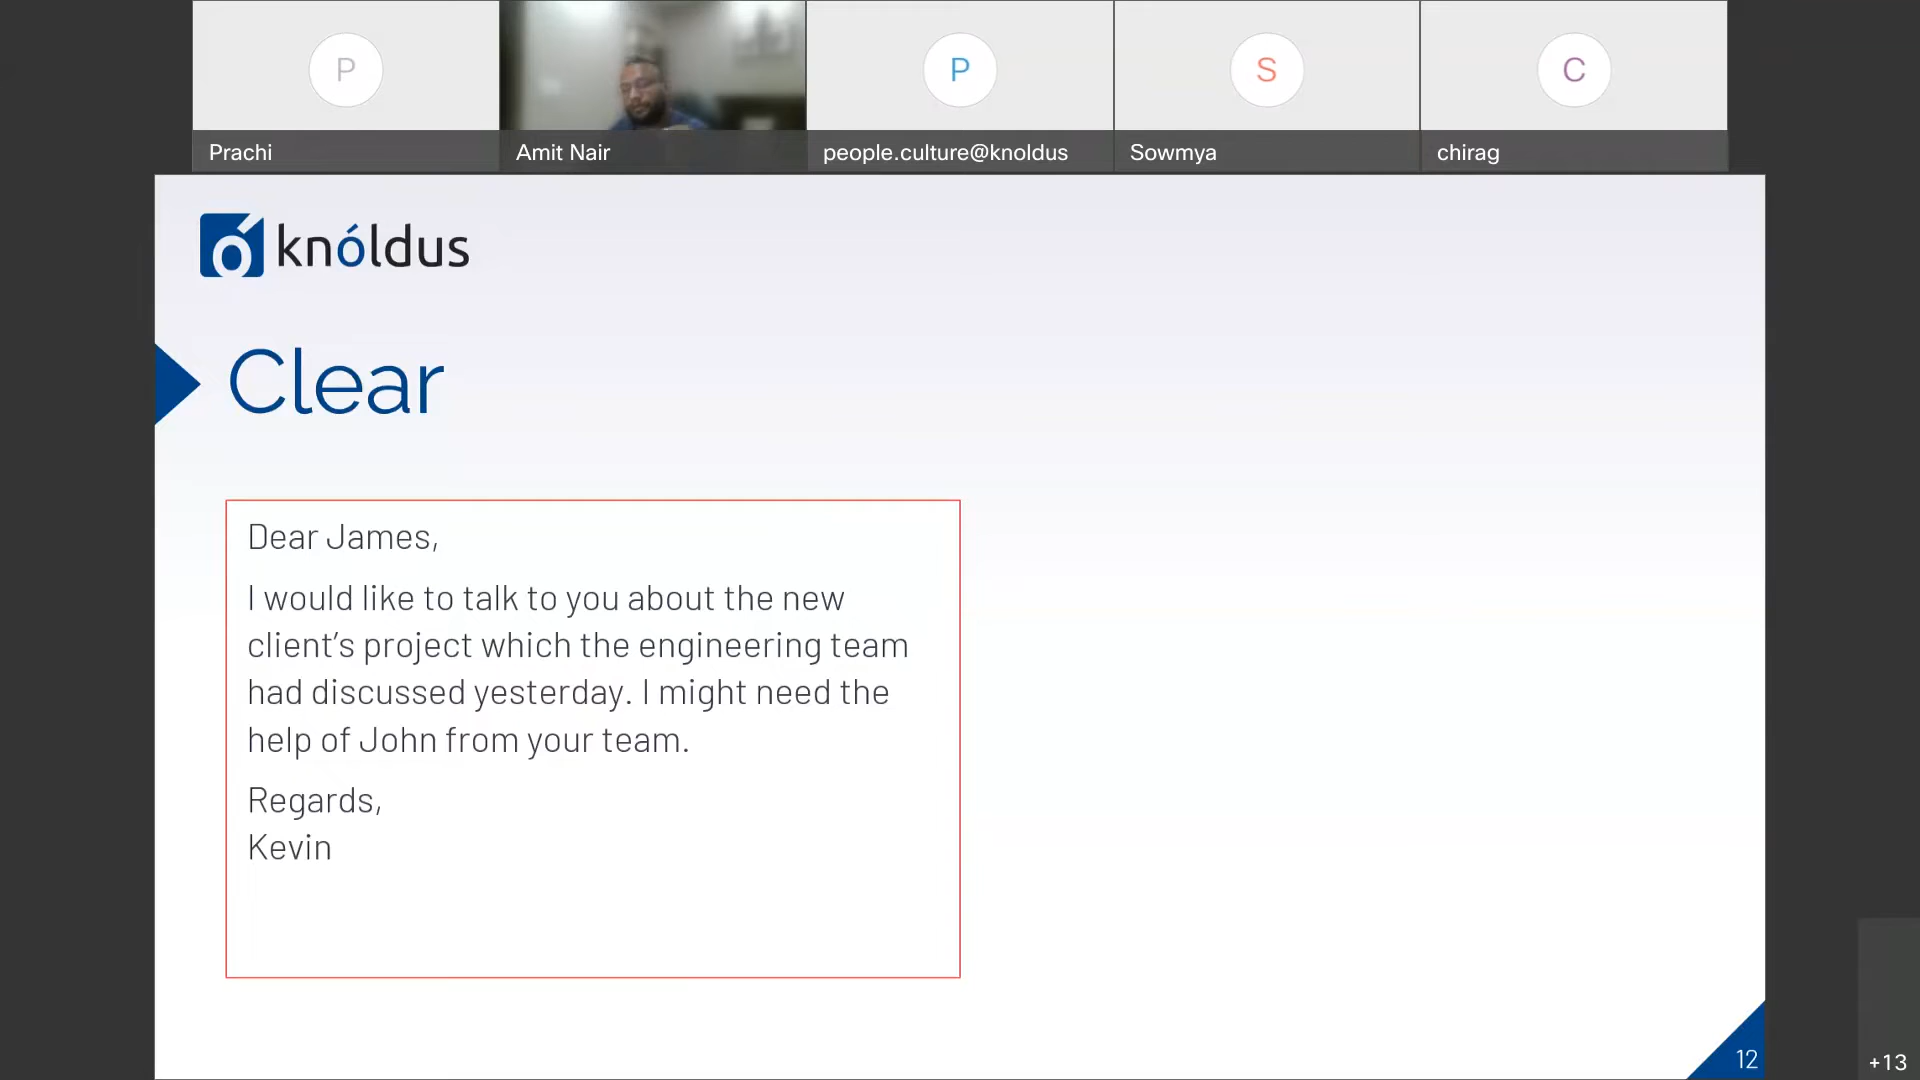 P
P
S
C
Prachi
Amit Nair
people.culture@knoldus
Sowmya
chirag
knóldus
Clear
Dear James,
I would like to talk to you about the new
client's project which the engineering team
had discussed yesterday. I might need the
help of John from your team.
Regards,
Kevin
12
+13